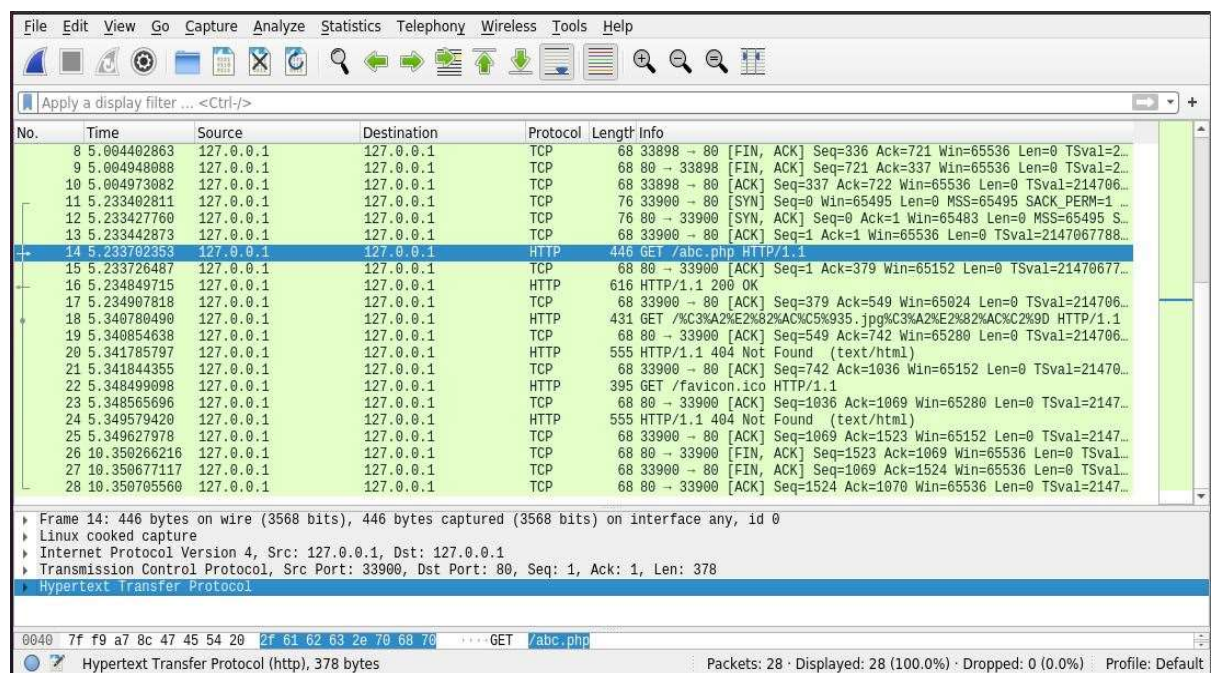 File Edit View Go Capture Analyze Statistics Telephony Wireless Tools Help
Apply a display filter ... <Ctrl-/>
No. Time Source Destination Protocol Length Info
8 5.004402863 127.0.0.1 127.0.0.1 TCP 68 33898 → 80 [FIN, ACK] Seq=336 Ack=721 Win=65536 Len=0 TSval=2…
9 5.004948088 127.0.0.1 127.0.0.1 TCP 68 80 → 33898 [FIN, ACK] Seq=721 Ack=337 Win=65536 Len=0 TSval=2…
10 5.004973082 127.0.0.1 127.0.0.1 TCP 68 33898 → 80 [ACK] Seq=337 Ack=722 Win=65536 Len=0 TSval=214706…
11 5.233402811 127.0.0.1 127.0.0.1 TCP 76 33900 → 80 [SYN] Seq=0 Win=65495 Len=0 MSS=65495 SACK_PERM=1 …
12 5.233427760 127.0.0.1 127.0.0.1 TCP 76 80 → 33900 [SYN, ACK] Seq=0 Ack=1 Win=65483 Len=0 MSS=65495 S…
13 5.233442873 127.0.0.1 127.0.0.1 TCP 68 33900 → 80 [ACK] Seq=1 Ack=1 Win=65536 Len=0 TSval=2147067788…
14 5.233702353 127.0.0.1 127.0.0.1 HTTP 446 GET /abc.php HTTP/1.1
15 5.233726487 127.0.0.1 127.0.0.1 TCP 68 80 → 33900 [ACK] Seq=1 Ack=379 Win=65152 Len=0 TSval=21470677…
16 5.234849715 127.0.0.1 127.0.0.1 HTTP 616 HTTP/1.1 200 OK
17 5.234907818 127.0.0.1 127.0.0.1 TCP 68 33900 → 80 [ACK] Seq=379 Ack=549 Win=65024 Len=0 TSval=214706…
18 5.340780490 127.0.0.1 127.0.0.1 HTTP 431 GET /%C3%A2%E2%82%AC%C5%935.jpg%C3%A2%E2%82%AC%C2%9D HTTP/1.1
19 5.340854638 127.0.0.1 127.0.0.1 TCP 68 80 → 33900 [ACK] Seq=549 Ack=742 Win=65280 Len=0 TSval=214706…
20 5.341785797 127.0.0.1 127.0.0.1 HTTP 555 HTTP/1.1 404 Not Found (text/html)
21 5.341844355 127.0.0.1 127.0.0.1 TCP 68 33900 → 80 [ACK] Seq=742 Ack=1036 Win=65152 Len=0 TSval=21470…
22 5.348499098 127.0.0.1 127.0.0.1 HTTP 395 GET /favicon.ico HTTP/1.1
23 5.348565696 127.0.0.1 127.0.0.1 TCP 68 80 → 33900 [ACK] Seq=1036 Ack=1069 Win=65280 Len=0 TSval=2147…
24 5.349579420 127.0.0.1 127.0.0.1 HTTP 555 HTTP/1.1 404 Not Found (text/html)
25 5.349627978 127.0.0.1 127.0.0.1 TCP 68 33900 → 80 [ACK] Seq=1069 Ack=1523 Win=65152 Len=0 TSval=2147…
26 10.350266216 127.0.0.1 127.0.0.1 TCP 68 80 → 33900 [FIN, ACK] Seq=1523 Ack=1069 Win=65536 Len=0 TSval…
27 10.350677117 127.0.0.1 127.0.0.1 TCP 68 33900 → 80 [FIN, ACK] Seq=1069 Ack=1524 Win=65536 Len=0 TSval…
28 10.350705560 127.0.0.1 127.0.0.1 TCP 68 80 → 33900 [ACK] Seq=1524 Ack=1070 Win=65536 Len=0 TSval=2147…
Frame 14: 446 bytes on wire (3568 bits), 446 bytes captured (3568 bits) on interface any, id 0
Linux cooked capture
Internet Protocol Version 4, Src: 127.0.0.1, Dst: 127.0.0.1
Transmission Control Protocol, Src Port: 33900, Dst Port: 80, Seq: 1, Ack: 1, Len: 378
Hypertext Transfer Protocol
0040 7f f9 a7 8c 47 45 54 20 2f 61 62 63 2e 70 68 70 ····GET /abc.php
Hypertext Transfer Protocol (http), 378 bytes Packets: 28 · Displayed: 28 (100.0%) · Dropped: 0 (0.0%) Profile: Default